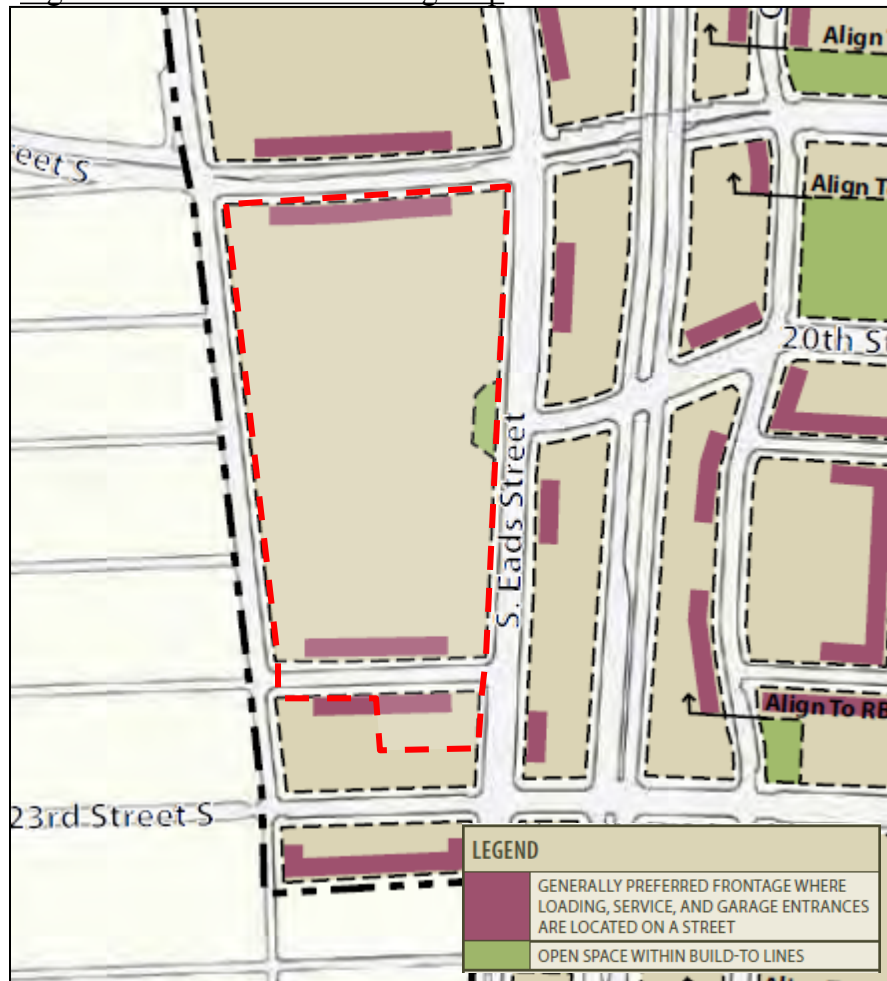 Align
eet S
Align T
20th St
S. Eads Street
Align To RB
23rd Street S
LEGEND
GENERALLY PREFERRED FRONTAGE WHERE
LOADING, SERVICE, AND GARAGE ENTRANCES
ARE LOCATED ON A STREET
OPEN SPACE WITHIN BUILD-TO LINES